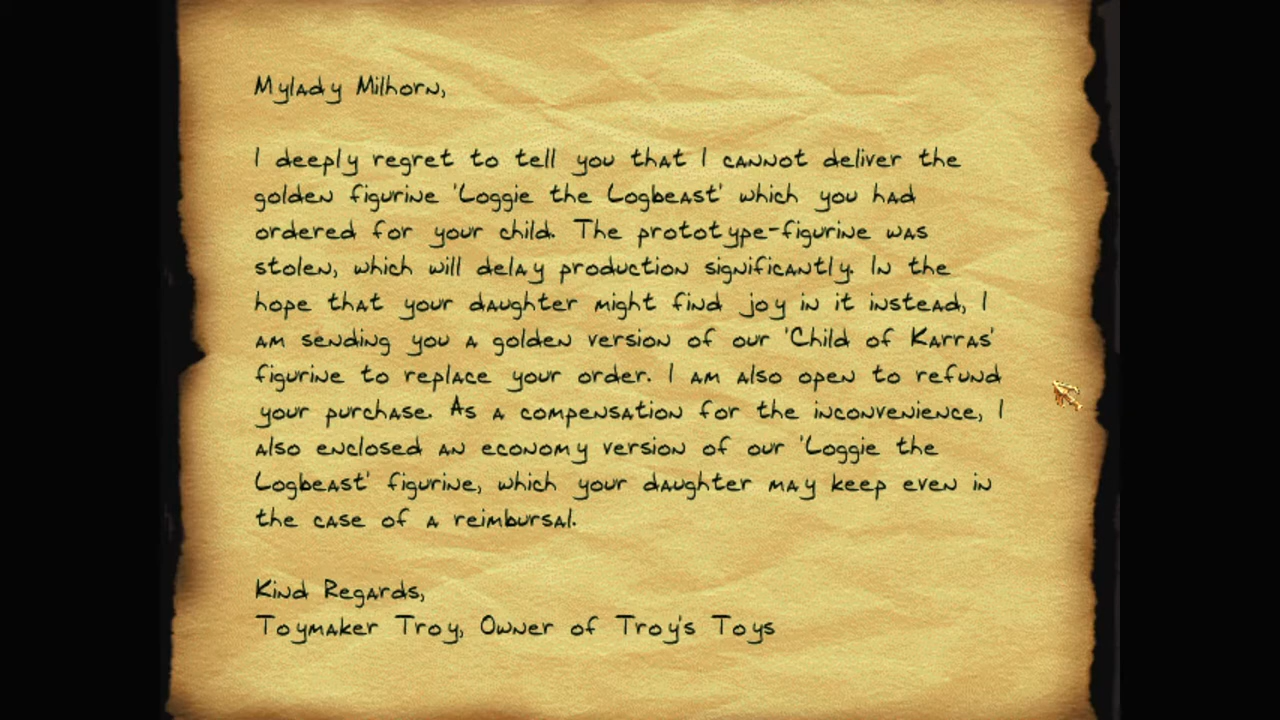 Mylady Milhorn,
I deeply regret to tell you that I cannot deliver the
golden figurine 'Loggie the Logbeast' which you had
ordered for your child. The prototype-figurine was
stolen, which will delay production significantly. In the
hope that your daughter might find joy in it instead, I
am sending you a golden version of our 'Child of Karras'
figurine to replace your order. I am also open to refund
your purchase. As a compensation for the inconvenience, I
also enclosed an economy version of our 'Loggie the
Logbeast' figurine, which your daughter may keep even in
the case of a reimbursal.
Kind Regards,
Toymaker Troy, Owner of Troy's Toys